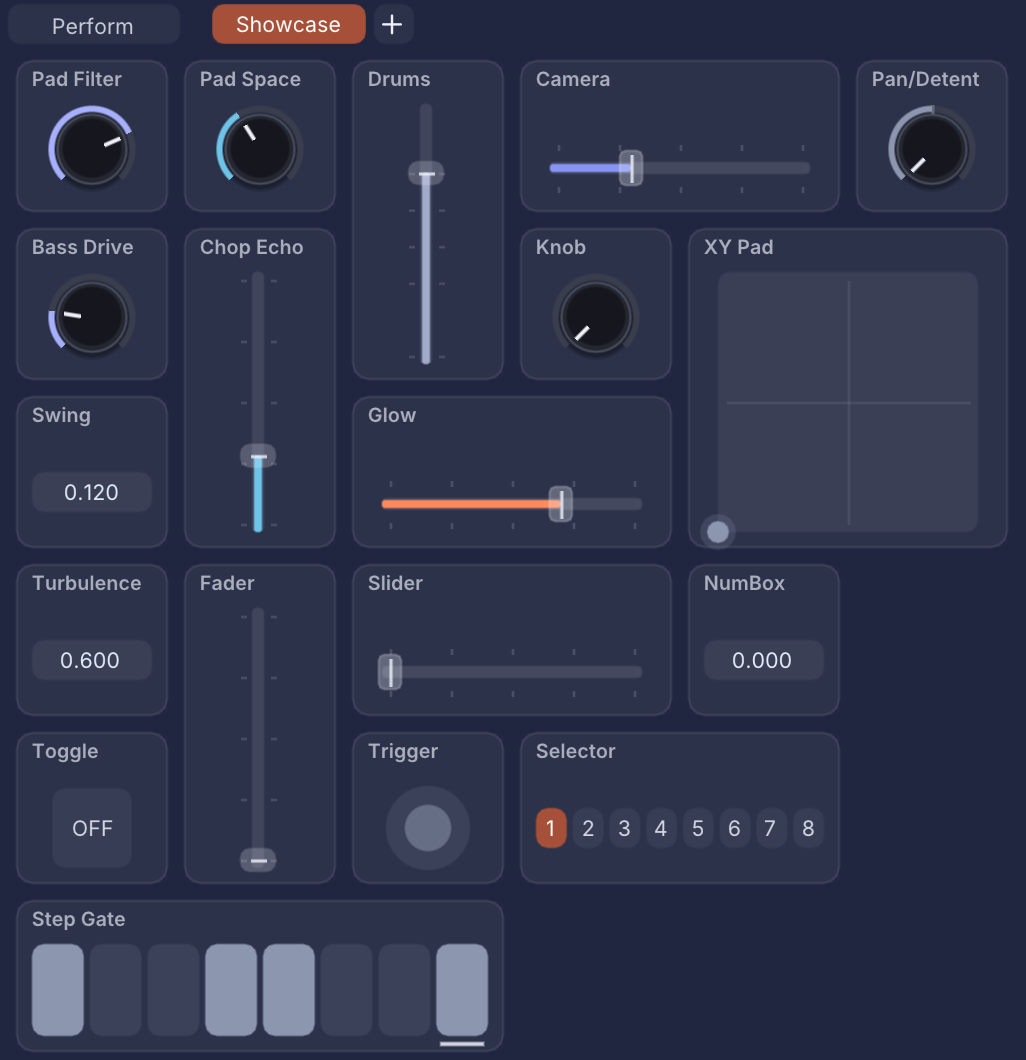 Perform Showcase +
Pad Filter Pad Space Drums Camera Pan/Detent
Bass Drive Chop Echo Knob XY Pad
Swing Glow
0.120
Turbulence Fader Slider NumBox
0.600 0.000
Toggle Trigger Selector
OFF 1 2 3 4 5 6 7 8
Step Gate